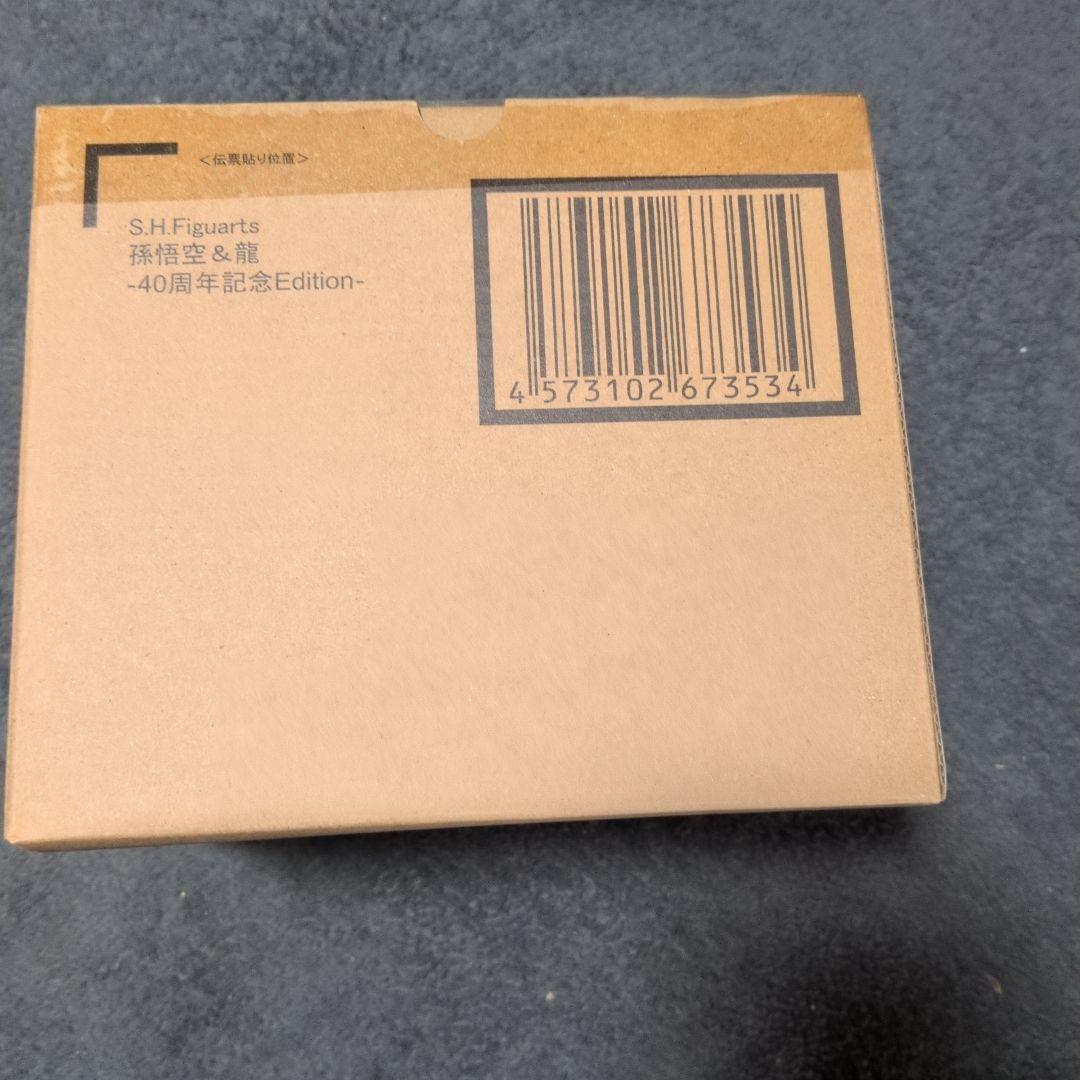 ＜伝票貼り位置＞
S.H.Figuarts
孫悟空＆龍
-40周年記念Edition-
4 573102 673534